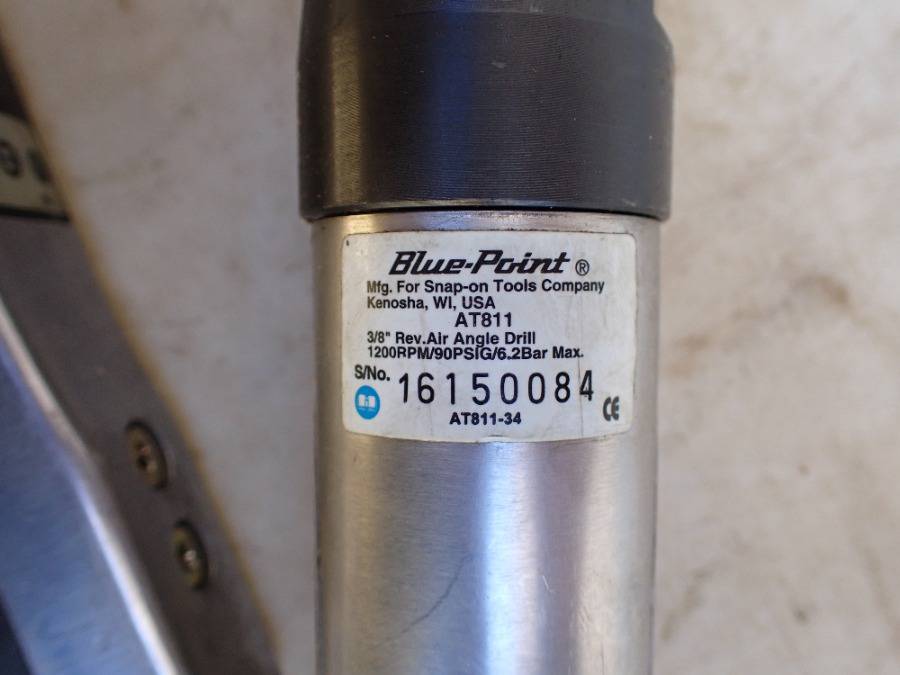 Blue-Point ®
Mfg. For Snap-on Tools Company
Kenosha, WI, USA
AT811
3/8" Rev.Air Angle Drill
1200RPM/90PSIG/6.2Bar Max.
S/No. 16150084
CE
AT811-34